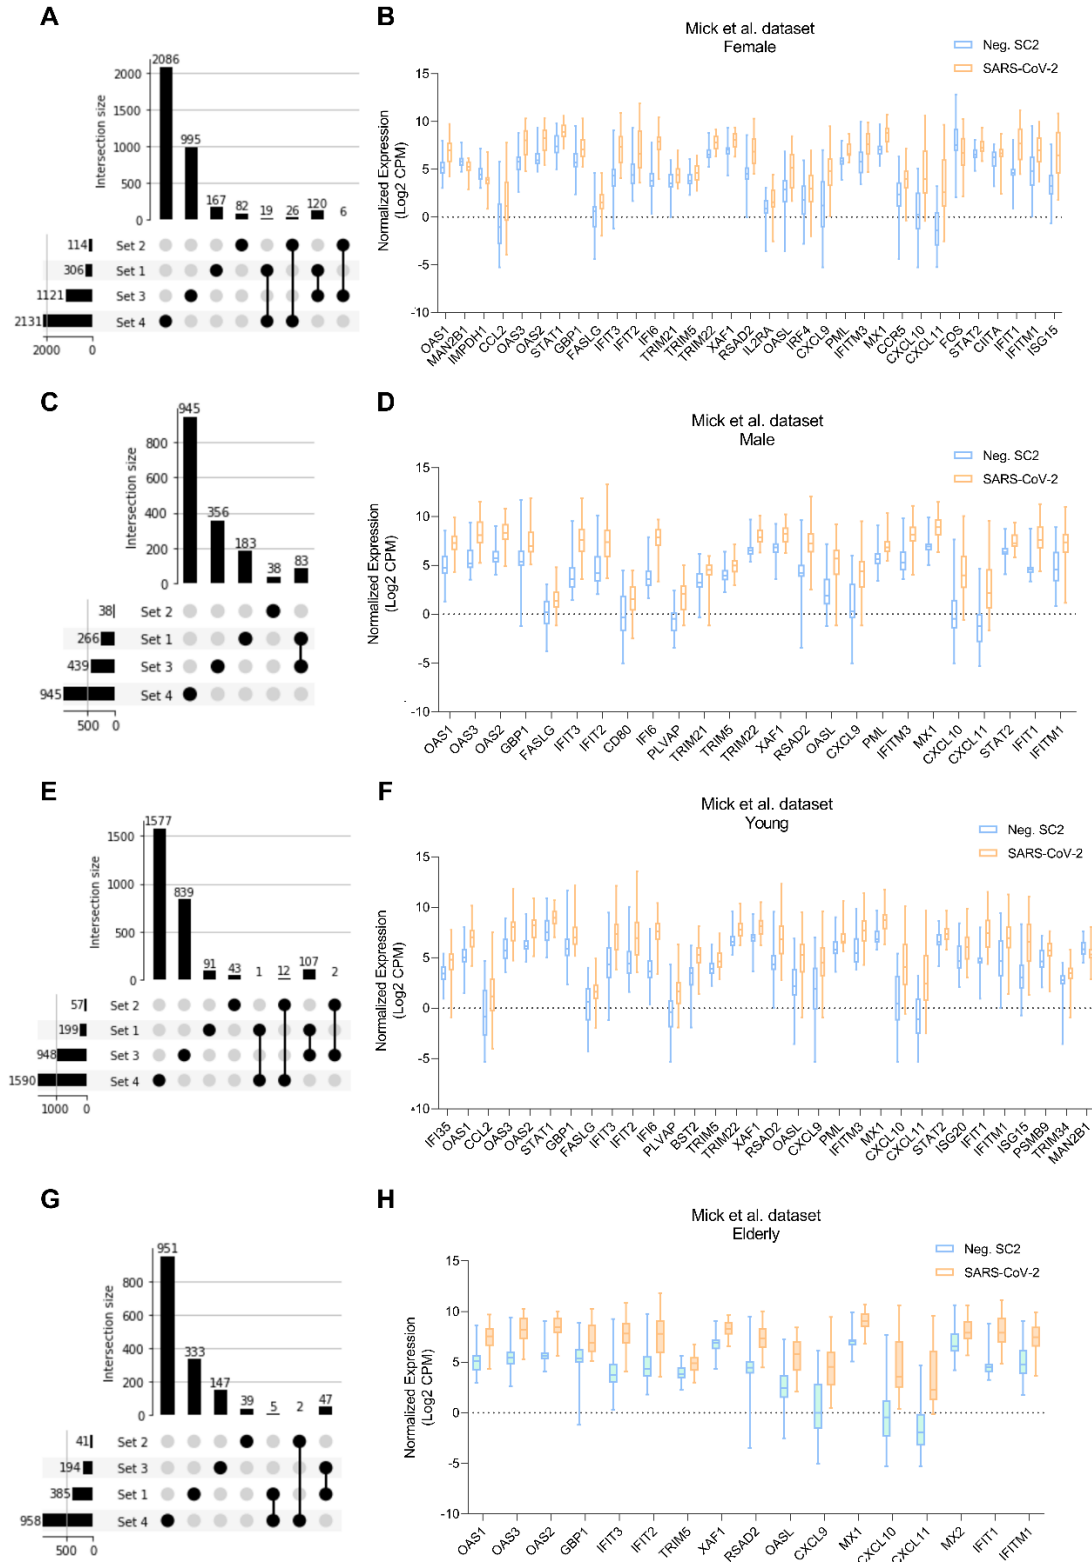 A
2086
2000
1500
1000
500
0
Intersection size
995
167
82
19
26
120
6
114
Set 2
306
Set 1
1121
Set 3
2131
Set 4
2000
0
B
Mick et al. dataset
Female
Neg. SC2
SARS-CoV-2
Normalized Expression
(Log2 CPM)
15
10
5
0
-5
-10
OAS1
MAN2B1
IMPDH1
CCL2
OAS3
OAS2
STAT1
GBP1
FASLG
IFIT3
IFIT2
IFI6
TRIM21
TRIM5
TRIM22
XAF1
RSAD2
IL2RA
OASL
IRF4
CXCL9
PML
IFITM3
MX1
CCR5
CXCL10
CXCL11
FOS
STAT2
CIITA
IFIT1
IFITM1
ISG15
C
945
800
600
400
200
0
Intersection size
356
183
38
83
38
Set 2
266
Set 1
439
Set 3
945
Set 4
500
0
D
Mick et al. dataset
Male
Neg. SC2
SARS-CoV-2
Normalized Expression
(Log2 CPM)
15
10
5
0
-5
-10
OAS1
OAS3
OAS2
GBP1
FASLG
IFIT3
IFIT2
CD80
IFI6
PLVAP
TRIM21
TRIM5
TRIM22
XAF1
RSAD2
OASL
CXCL9
PML
IFITM3
MX1
CXCL10
CXCL11
STAT2
IFIT1
IFITM1
E
1577
1500
1000
500
0
Intersection size
839
91
43
1
12
107
2
57
Set 2
199
Set 1
948
Set 3
1590
Set 4
1000
0
F
Mick et al. dataset
Young
Neg. SC2
SARS-CoV-2
Normalized Expression
(Log2 CPM)
15
10
5
0
-5
-10
IFI35
OAS1
CCL2
OAS3
OAS2
STAT1
GBP1
FASLG
IFIT3
IFIT2
IFI6
PLVAP
BST2
TRIM5
TRIM22
XAF1
RSAD2
OASL
CXCL9
PML
IFITM3
MX1
CXCL10
CXCL11
STAT2
ISG20
IFIT1
IFITM1
ISG15
PSMB9
TRIM34
MAN2B1
G
951
800
600
400
200
0
Intersection size
333
147
39
5
2
47
41
Set 2
194
Set 3
385
Set 1
958
Set 4
500
0
H
Mick et al. dataset
Elderly
Neg. SC2
SARS-CoV-2
Normalized Expression
(Log2 CPM)
15
10
5
0
-5
-10
OAS1
OAS3
OAS2
GBP1
IFIT3
IFIT2
TRIM5
XAF1
RSAD2
OASL
CXCL9
MX1
CXCL10
CXCL11
MX2
IFIT1
IFITM1